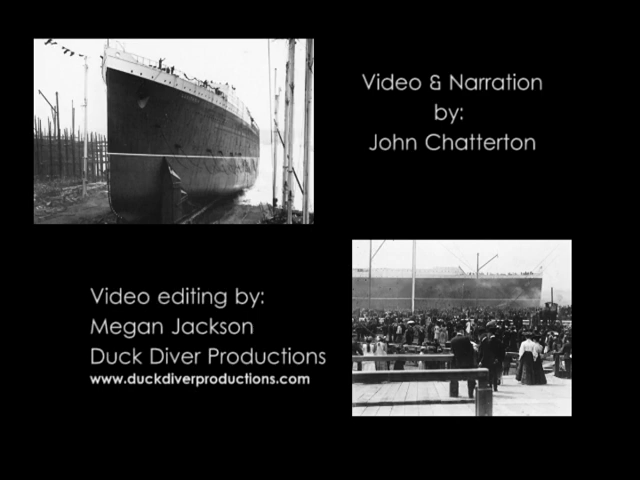 Video & Narration
by:
John Chatterton
Video editing by:
Megan Jackson
Duck Diver Productions
www.duckdiverproductions.com